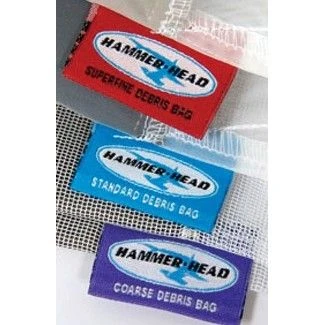 HAMMER-HEAD
SUPERFINE DEBRIS BAG
HAMMER-HEAD
STANDARD DEBRIS BAG
HAMMER-HEAD
COARSE DEBRIS BAG